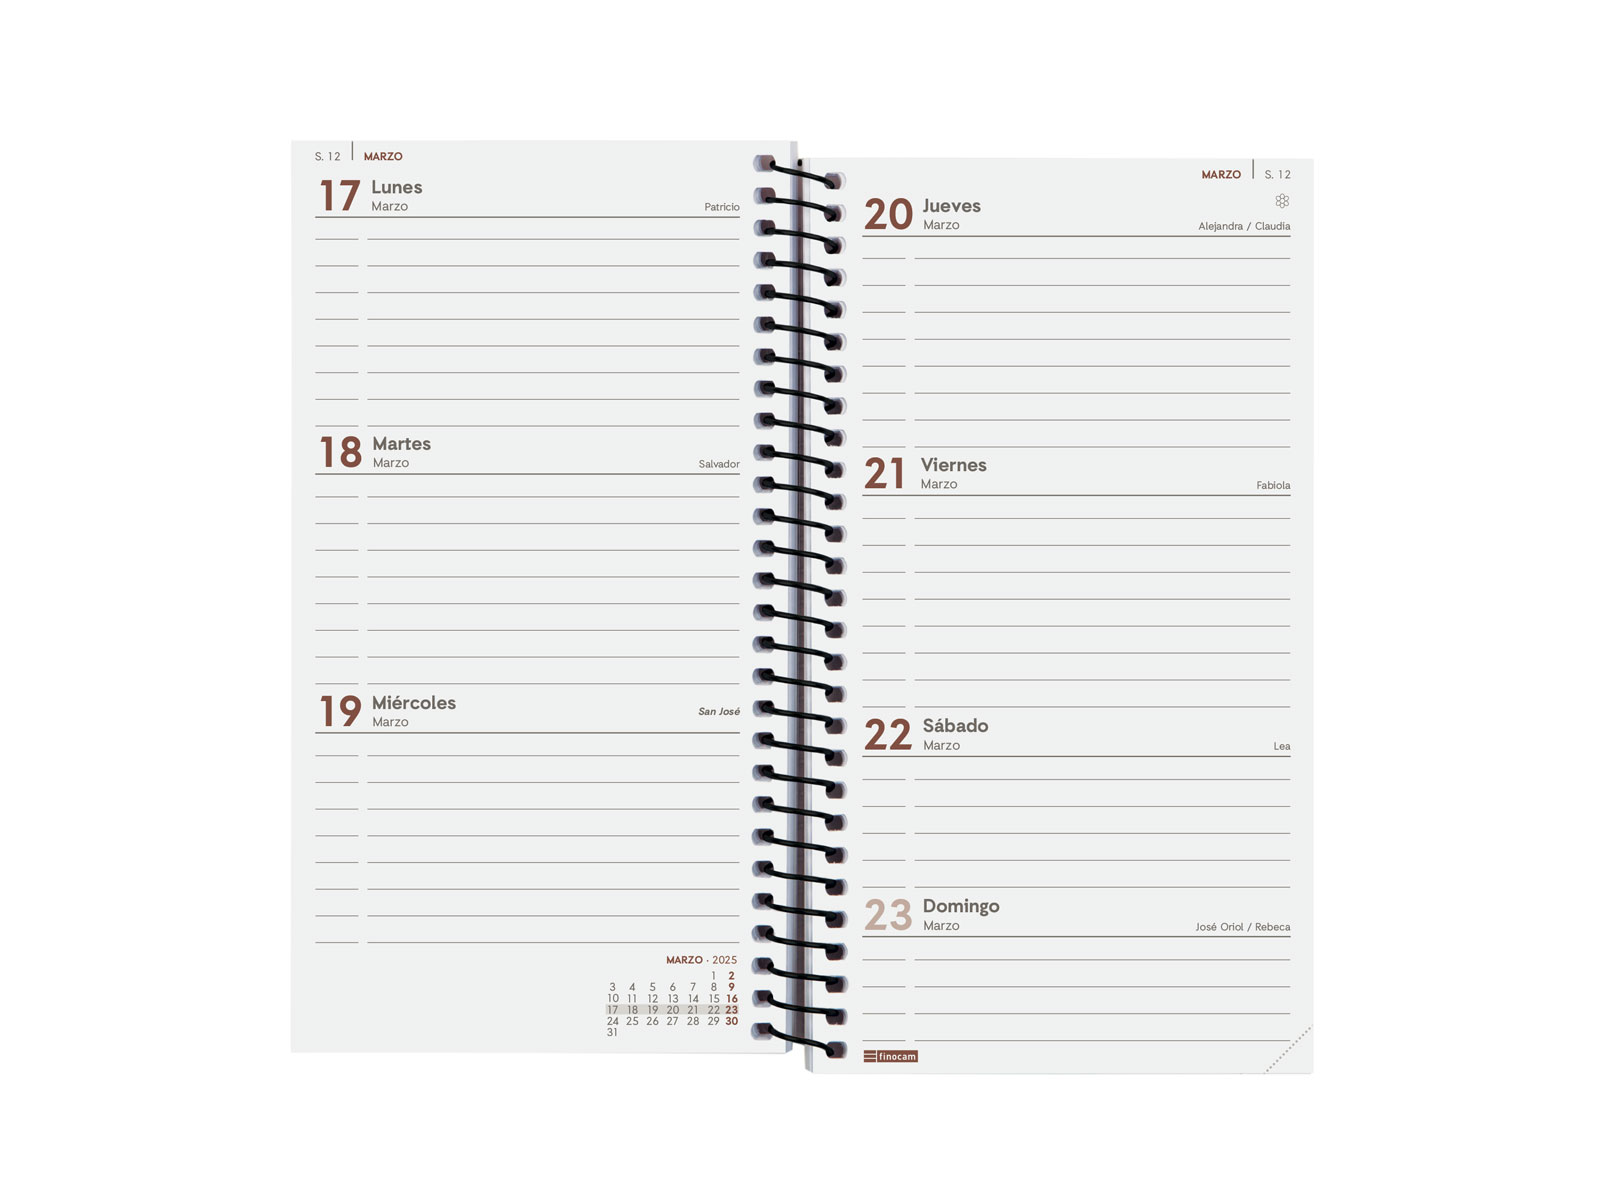 S. 12 MARZO
17 Lunes
Marzo Patricio
18 Martes
Marzo Salvador
19 Miércoles
Marzo San José
MARZO · 2025
1 2
3 4 5 6 7 8 9
10 11 12 13 14 15 16
17 18 19 20 21 22 23
24 25 26 27 28 29 30
31
MARZO S. 12
20 Jueves
Marzo Alejandra / Claudia
21 Viernes
Marzo Fabiola
22 Sábado
Marzo Lea
23 Domingo
Marzo José Oriol / Rebeca
finocam